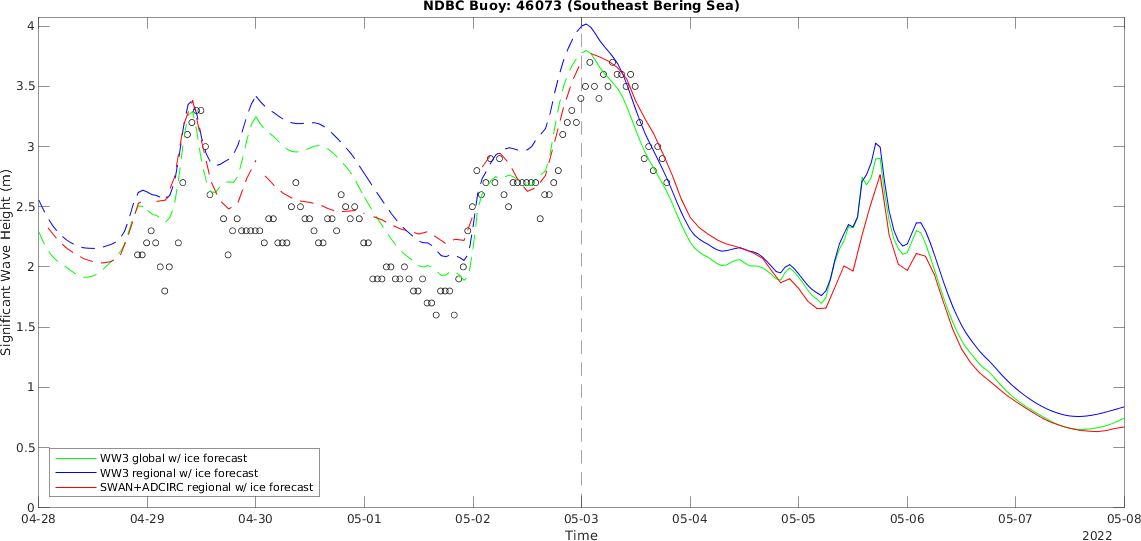 NDBC Buoy: 46073 (Southeast Bering Sea)
4
3.5
3
2.5
2
1.5
1
0.5
0
Significant Wave Height (m)
WW3 global w/ ice forecast
WW3 regional w/ ice forecast
SWAN+ADCIRC regional w/ ice forecast
04-28 04-29 04-30 05-01 05-02 05-03 05-04 05-05 05-06 05-07 05-08
Time
2022